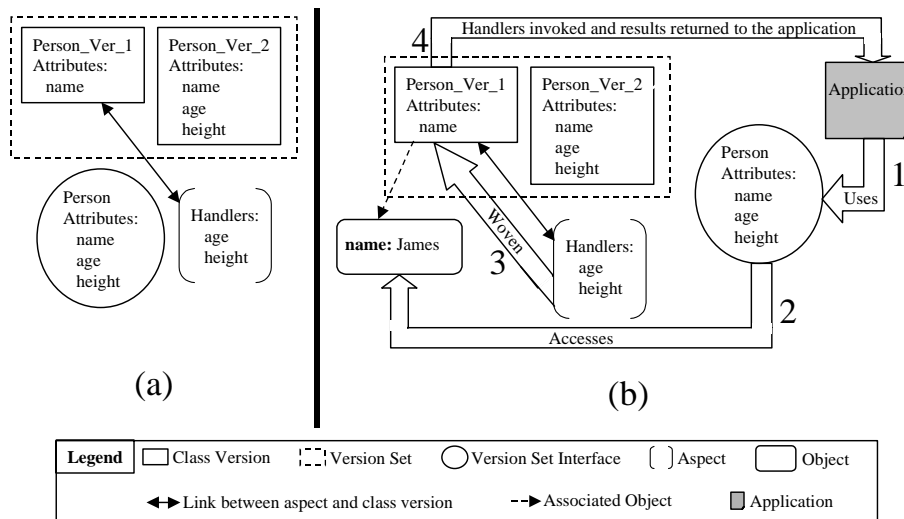 Person_Ver_1
Attributes:
name
Person_Ver_2
Attributes:
name
age
height
Person
Attributes:
name
age
height
Handlers:
age
height
(a)
4
Handlers invoked and results returned to the application
Person_Ver_1
Attributes:
name
Person_Ver_2
Attributes:
name
age
height
Application
1
Uses
Person
Attributes:
name
age
height
name: James
Woven
3
Handlers:
age
height
2
Accesses
(b)
Legend
Class Version
Version Set
Version Set Interface
Aspect
Object
Link between aspect and class version
Associated Object
Application